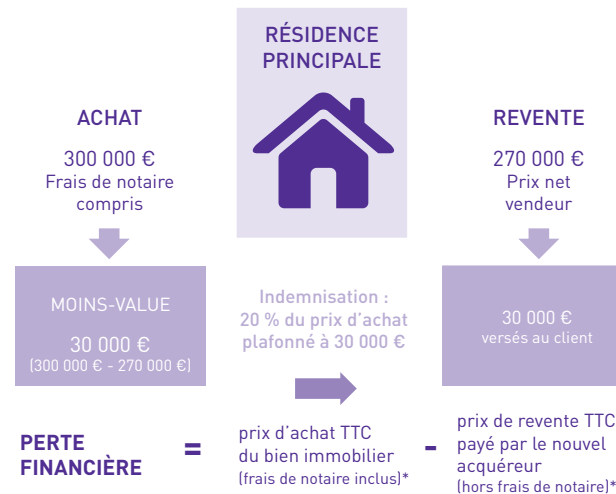 RÉSIDENCE
PRINCIPALE
ACHAT
300 000 €
Frais de notaire
compris
REVENTE
270 000 €
Prix net
vendeur
MOINS-VALUE
30 000 €
(300 000 € - 270 000 €)
Indemnisation :
20 % du prix d’achat
plafonné à 30 000 €
30 000 €
versés au client
PERTE
FINANCIÈRE
=
prix d’achat TTC
du bien immobilier
(frais de notaire inclus)*
-
prix de revente TTC
payé par le nouvel
acquéreur
(hors frais de notaire)*